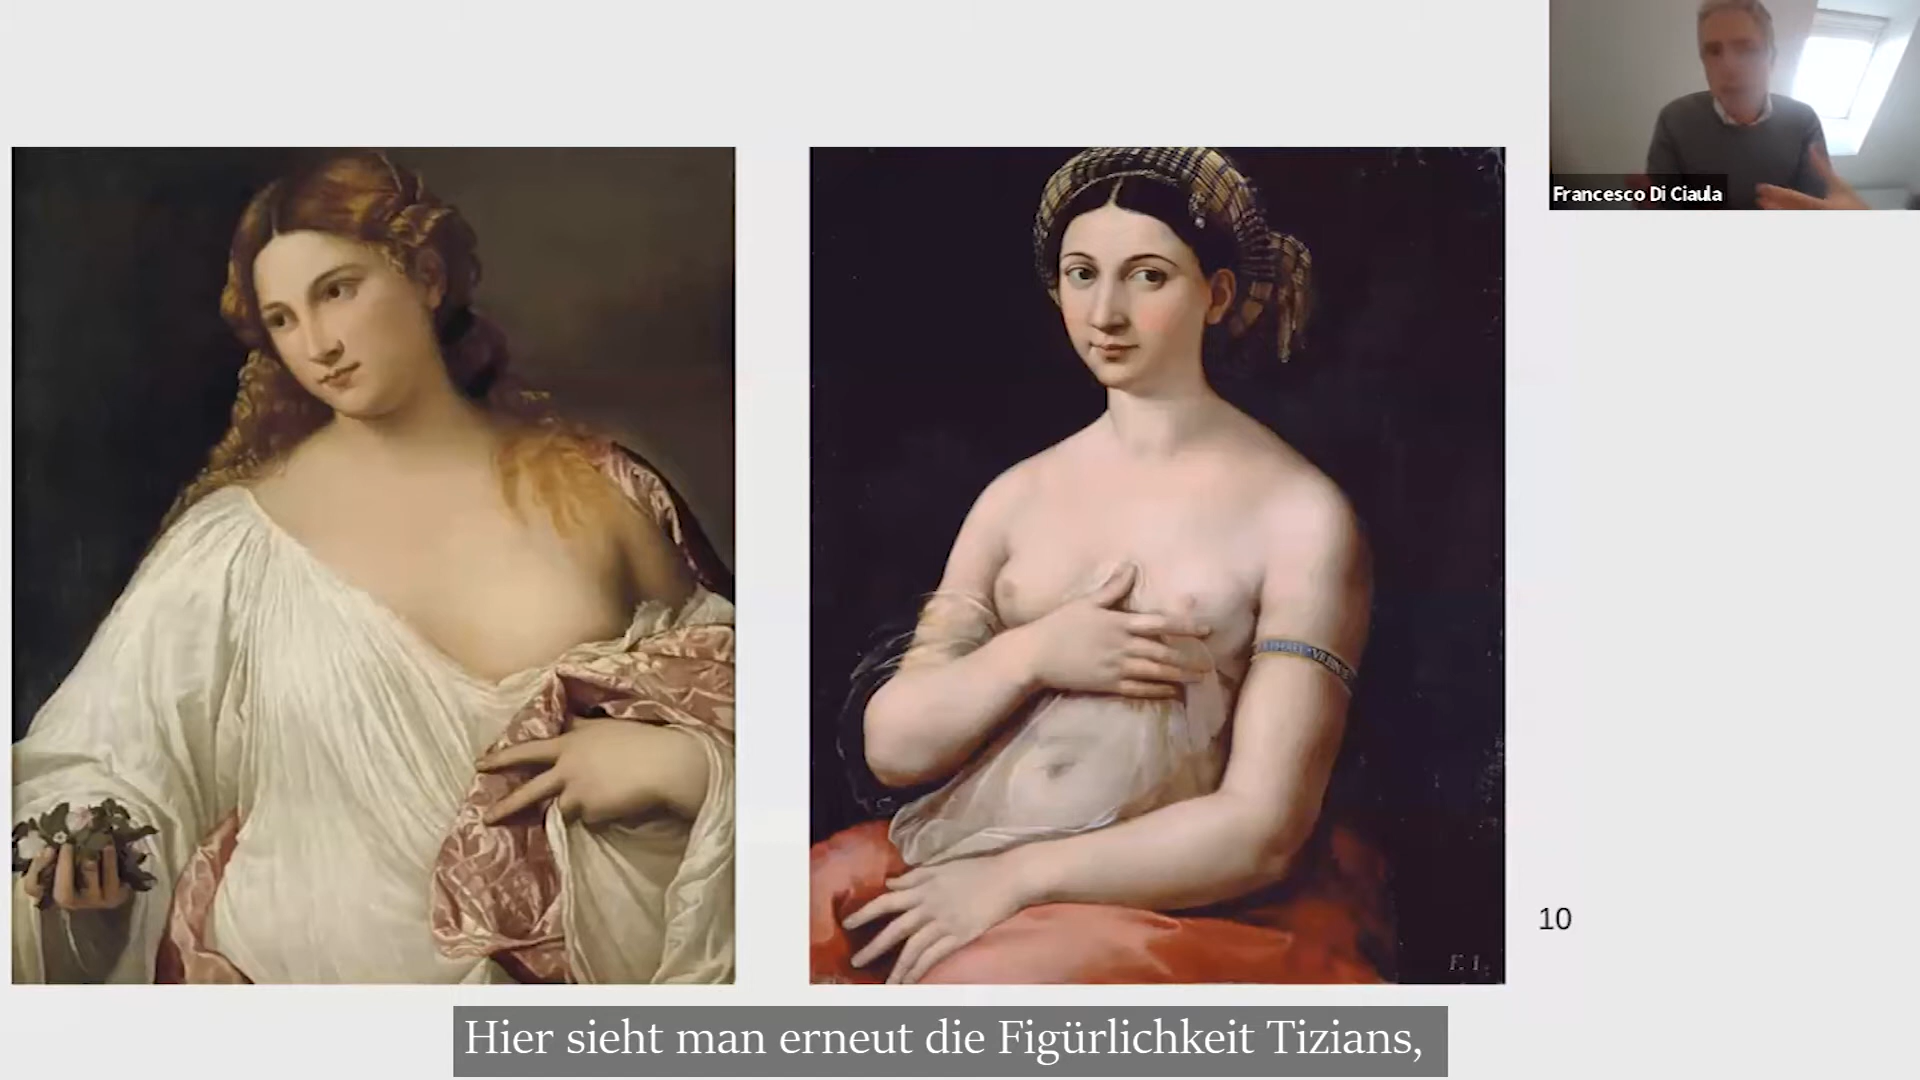 Francesco Di Ciaula
10
Hier sieht man erneut die Figürlichkeit Tizians,